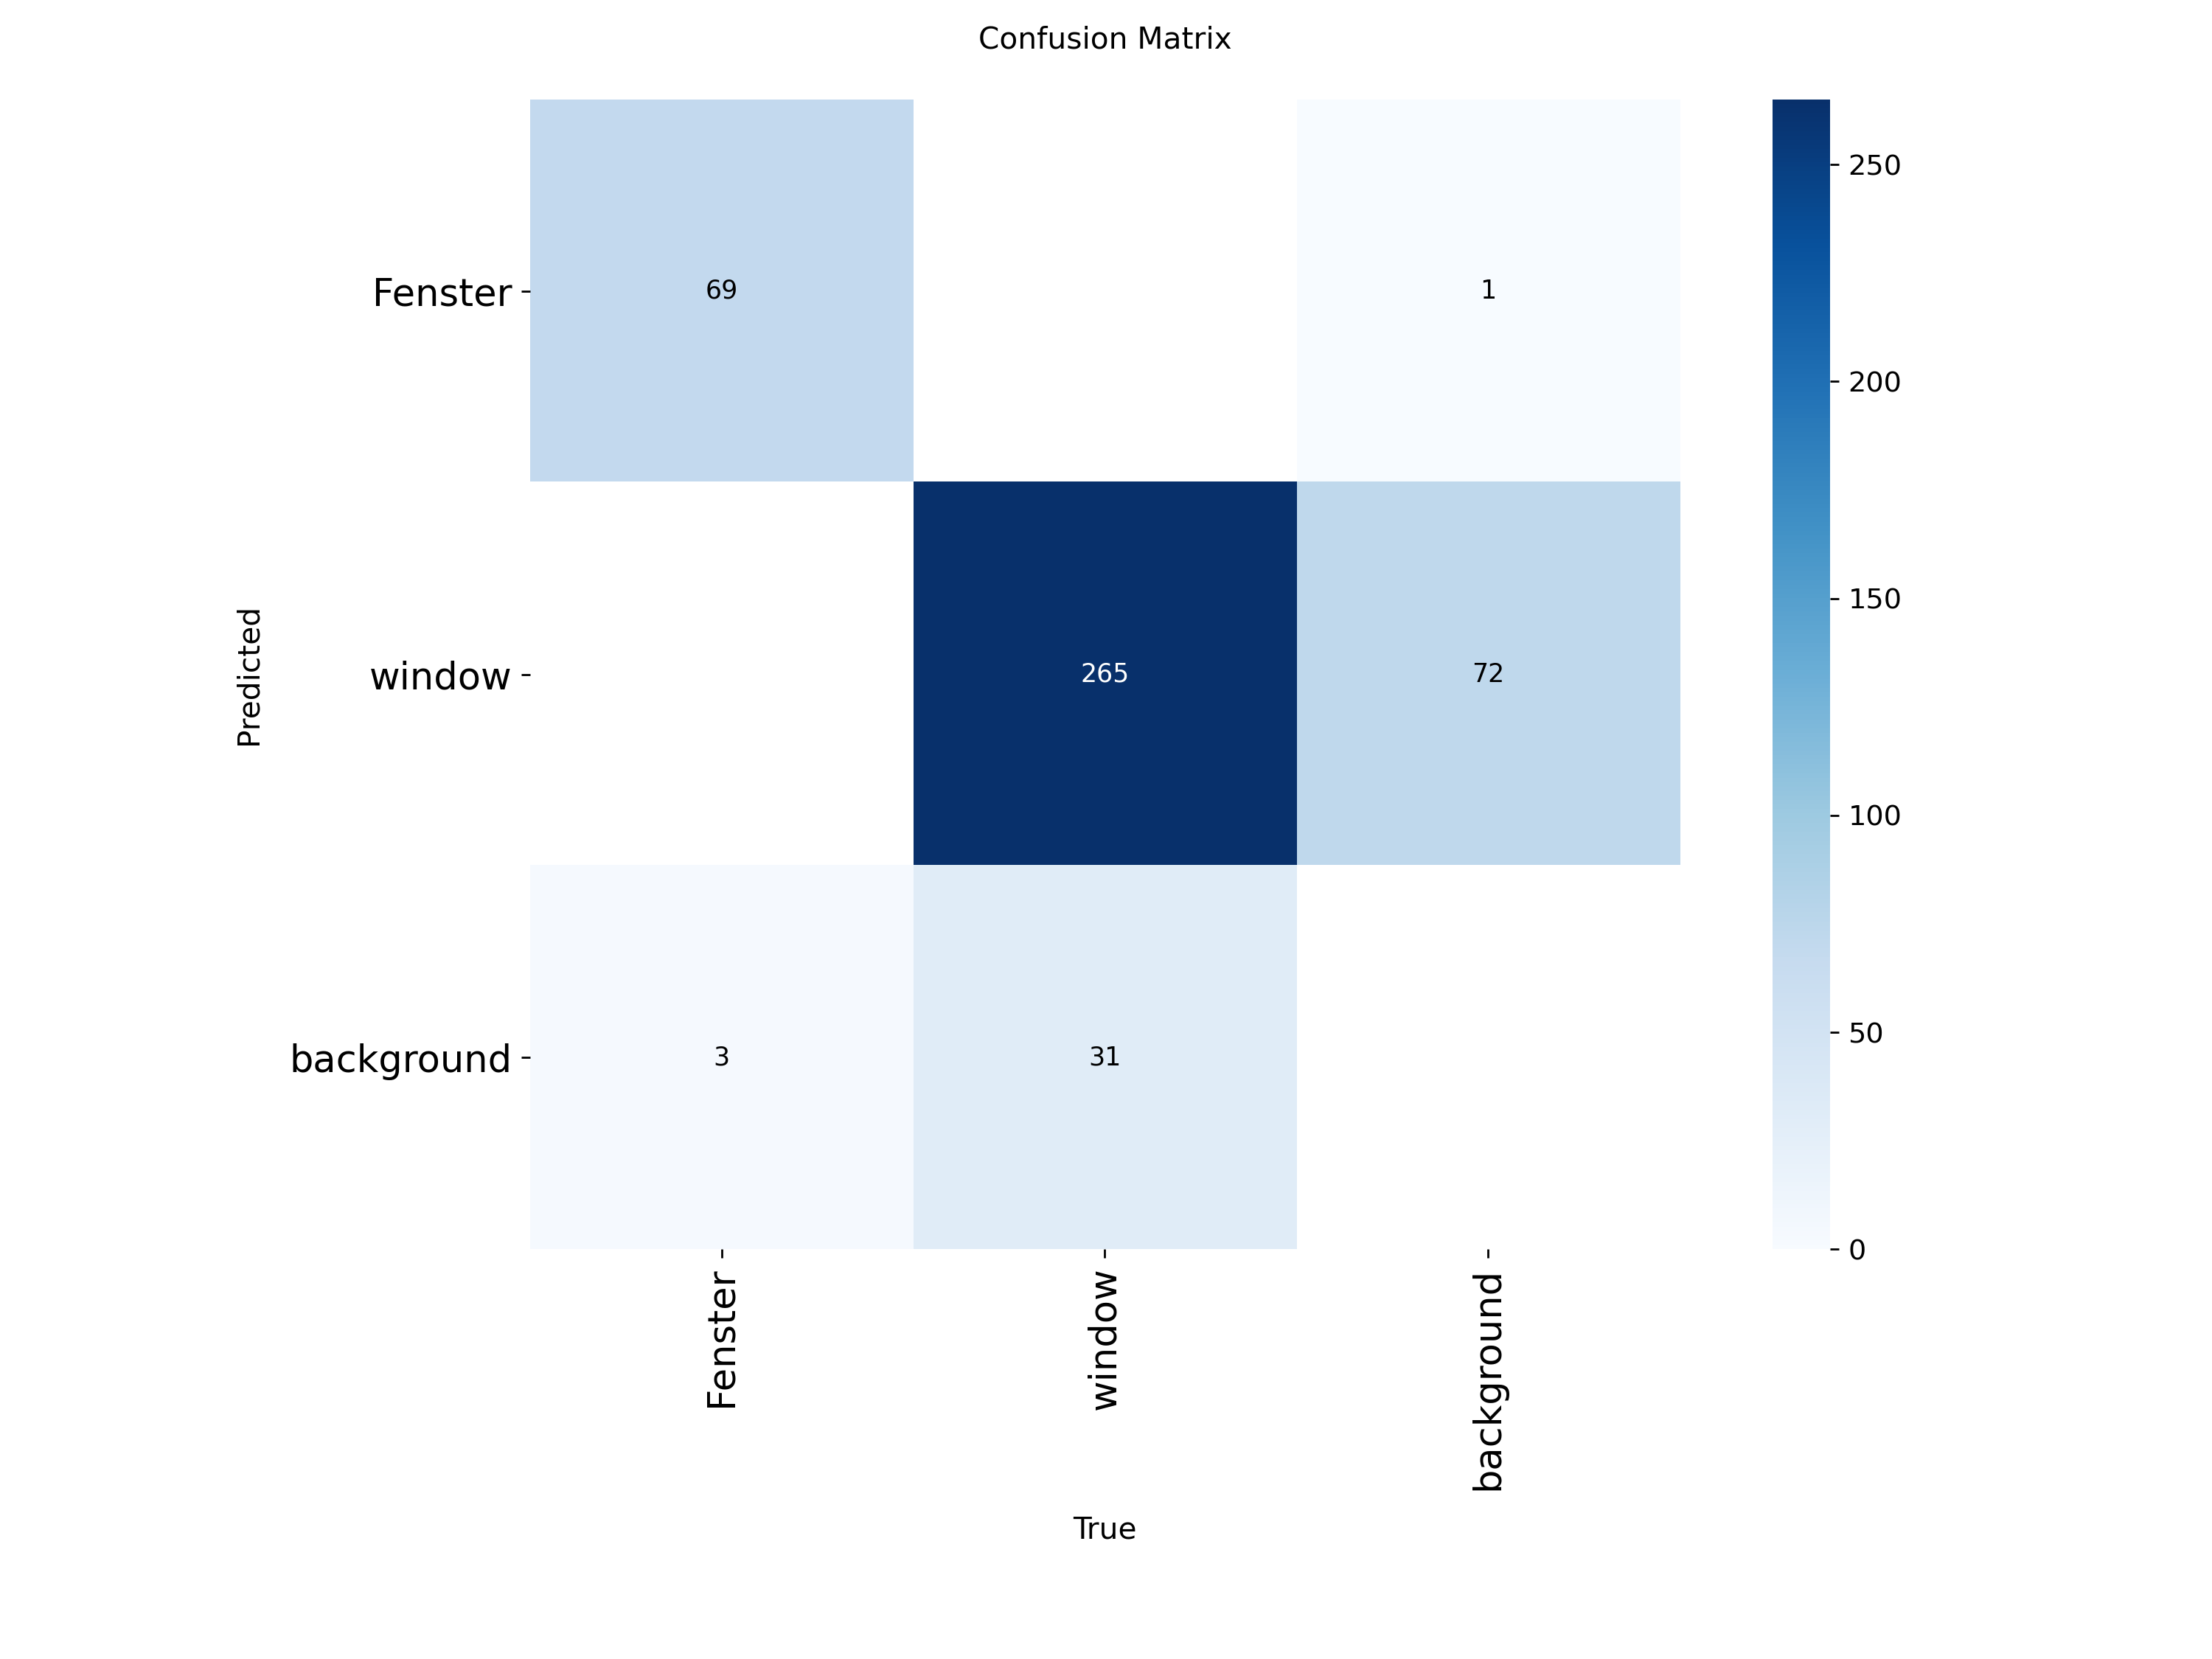 Confusion Matrix
Fenster
69
1
window
265
72
background
3
31
Predicted
Fenster
window
background
True
250
200
150
100
50
0